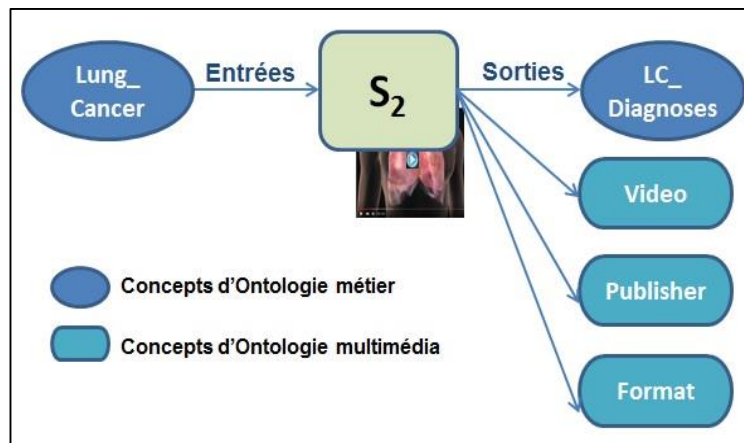 Lung_
Cancer
Entrées
S₂
Sorties
LC_
Diagnoses
Video
Publisher
Format
Concepts d'Ontologie métier
Concepts d'Ontologie multimédia